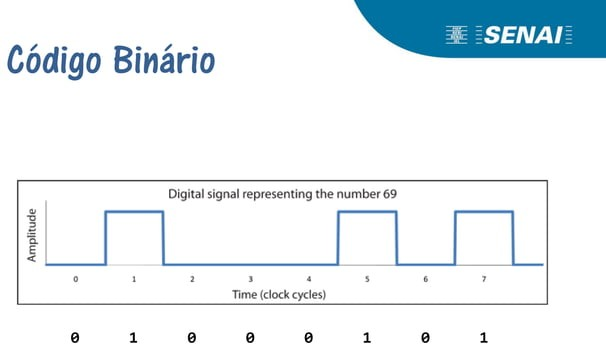 SENAI
Código Binário
Digital signal representing the number 69
Amplitude
0 1 2 3 4 5 6 7
Time (clock cycles)
0 1 0 0 0 1 0 1